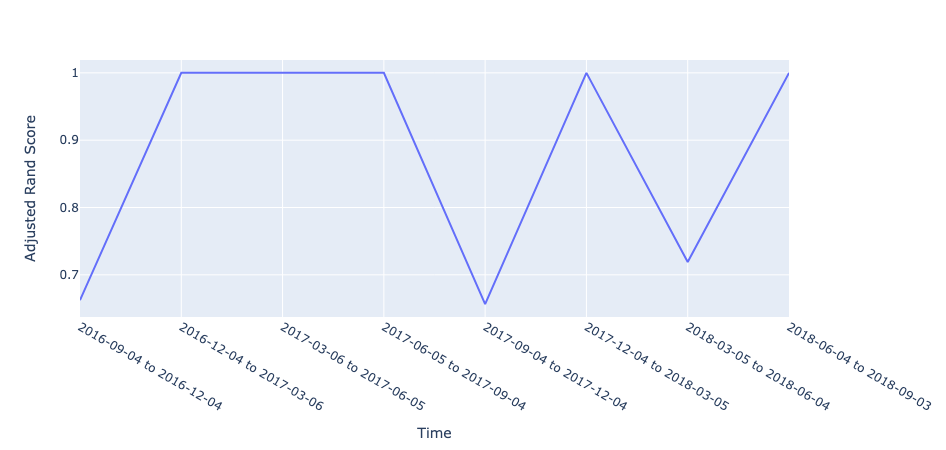 1
0.9
0.8
0.7
Adjusted Rand Score
2016-09-04 to 2016-12-04
2016-12-04 to 2017-03-06
2017-03-06 to 2017-06-05
2017-06-05 to 2017-09-04
2017-09-04 to 2017-12-04
2017-12-04 to 2018-03-05
2018-03-05 to 2018-06-04
2018-06-04 to 2018-09-03
Time